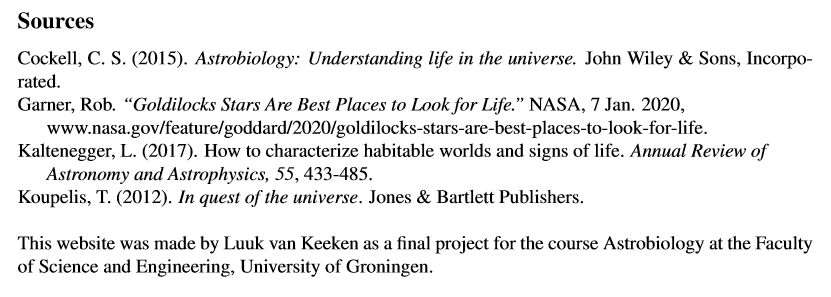 Sources
Cockell, C. S. (2015). Astrobiology: Understanding life in the universe. John Wiley & Sons, Incorpo-
rated.
Garner, Rob. “Goldilocks Stars Are Best Places to Look for Life.” NASA, 7 Jan. 2020,
www.nasa.gov/feature/goddard/2020/goldilocks-stars-are-best-places-to-look-for-life.
Kaltenegger, L. (2017). How to characterize habitable worlds and signs of life. Annual Review of
Astronomy and Astrophysics, 55, 433-485.
Koupelis, T. (2012). In quest of the universe. Jones & Bartlett Publishers.
This website was made by Luuk van Keeken as a final project for the course Astrobiology at the Faculty
of Science and Engineering, University of Groningen.